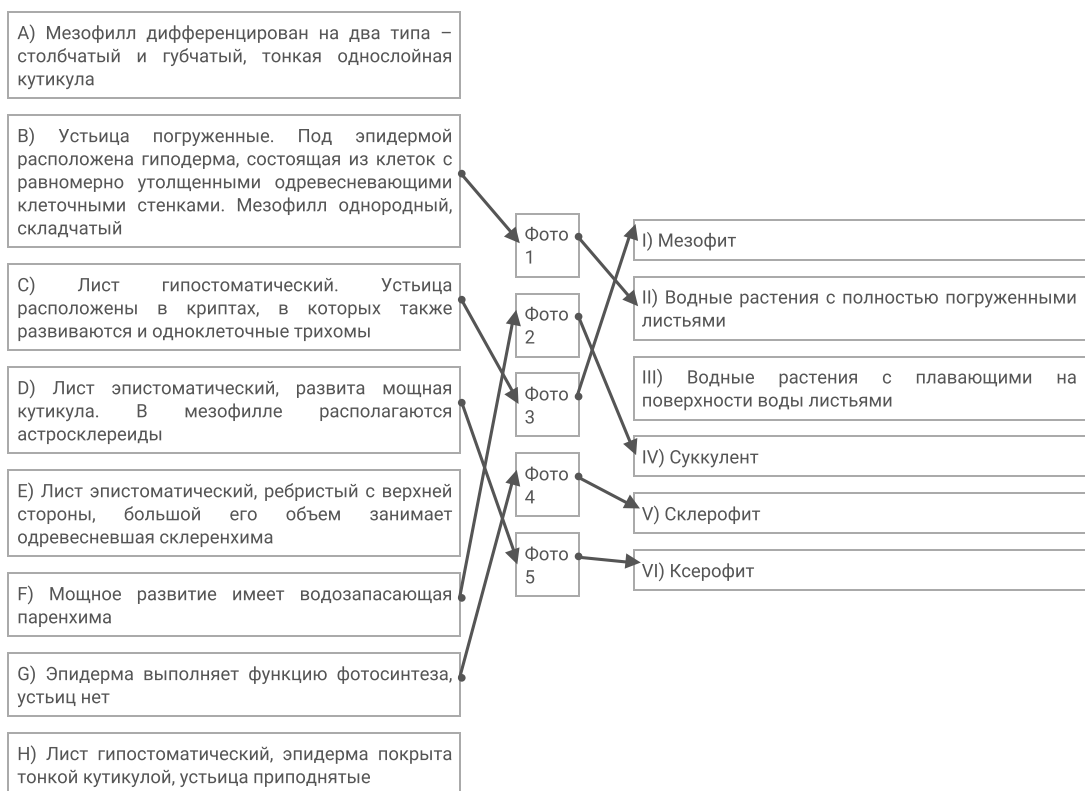 А) Мезофилл дифференцирован на два типа –
столбчатый и губчатый, тонкая однослойная
кутикула
В) Устьица погруженные. Под эпидермой
расположена гиподерма, состоящая из клеток с
равномерно утолщенными одревесневающими
клеточными стенками. Мезофилл однородный,
складчатый
С) Лист гипостоматический. Устьица
расположены в криптах, в которых также
развиваются и одноклеточные трихомы
D) Лист эпистоматический, развита мощная
кутикула. В мезофилле располагаются
астросклереиды
Е) Лист эпистоматический, ребристый с верхней
стороны, большой его объем занимает
одревесневшая склеренхима
F) Мощное развитие имеет водозапасающая
паренхима
G) Эпидерма выполняет функцию фотосинтеза,
устьиц нет
Н) Лист гипостоматический, эпидерма покрыта
тонкой кутикулой, устьица приподнятые
Фото
1
Фото
2
Фото
3
Фото
4
Фото
5
I) Мезофит
II) Водные растения с полностью погруженными
листьями
III) Водные растения с плавающими на
поверхности воды листьями
IV) Суккулент
V) Склерофит
VI) Ксерофит